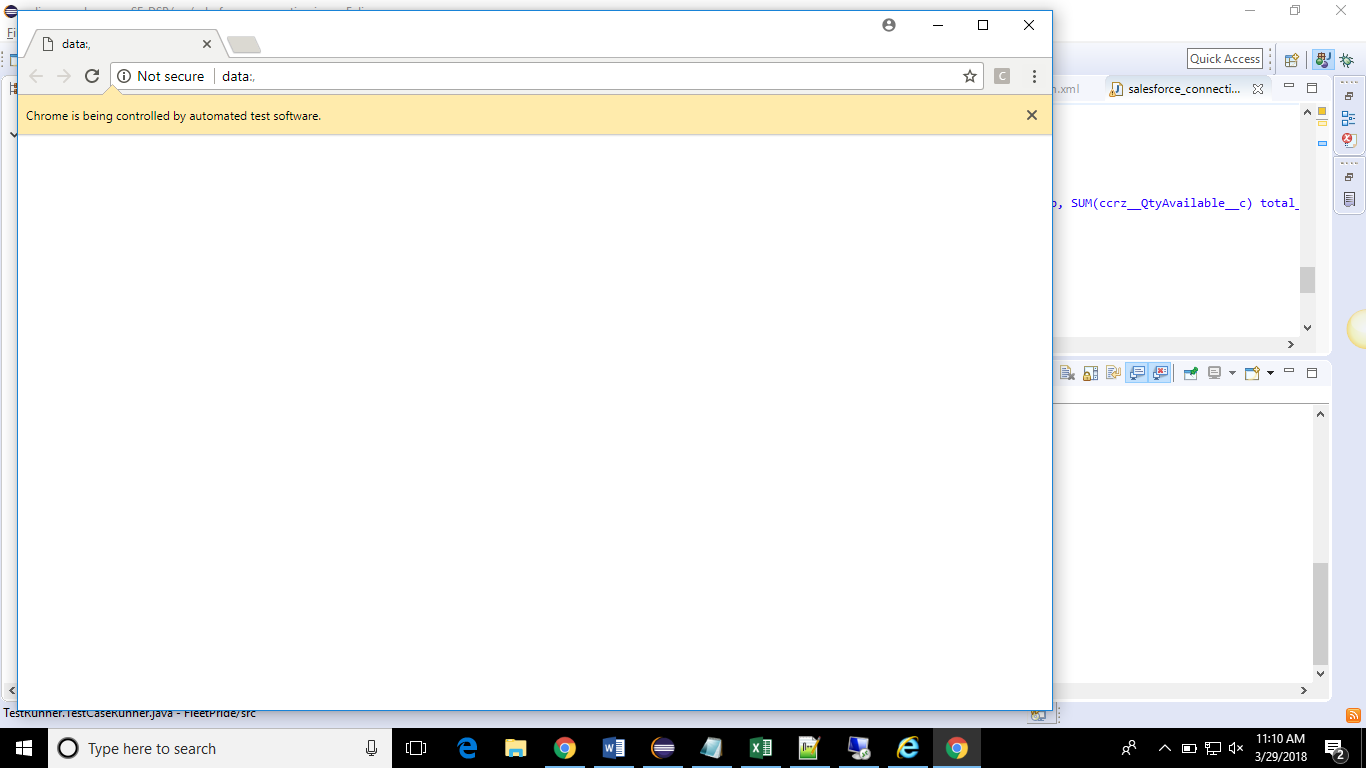 data:,
Quick Access
Not secure
data:,
C
.xml
salesforce_connecti...
Chrome is being controlled by automated test software.
, SUM(ccrz__QtyAvailable__c) total_
TestRunner.TestCaseRunner.java - FleetPride/src
Type here to search
11:10 AM
3/29/2018
2